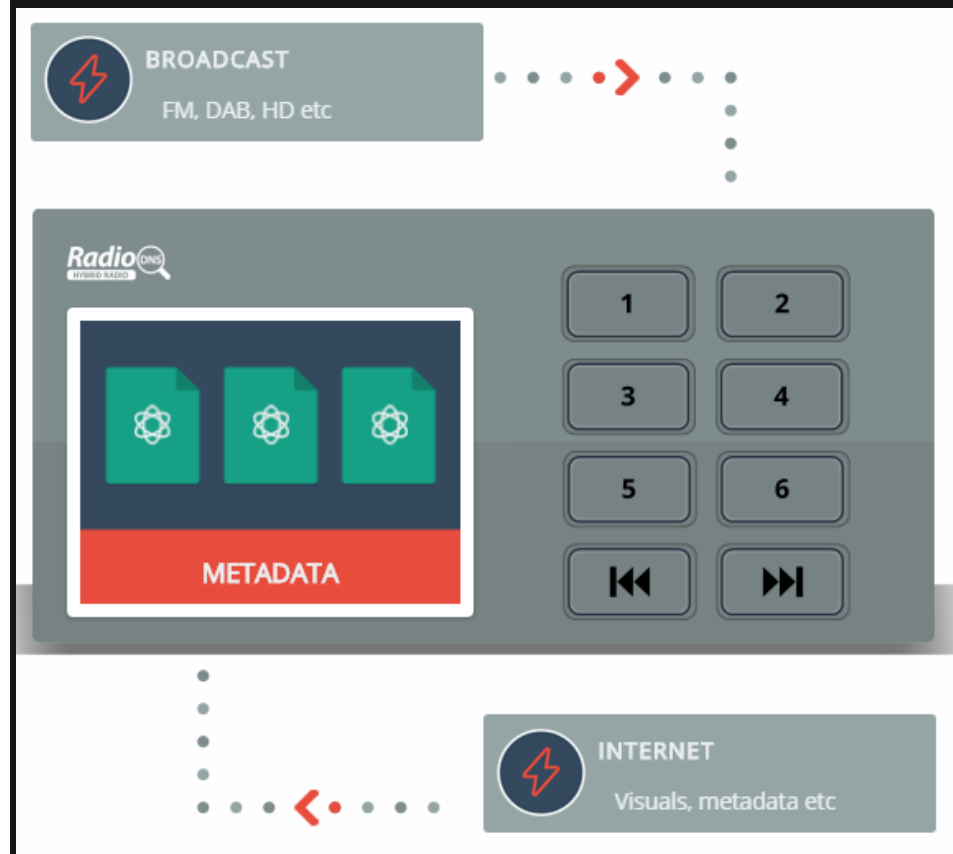 BROADCAST
FM, DAB, HD etc
Radio DNS
HYBRID RADIO
1 2
3 4
5 6
METADATA
INTERNET
Visuals, metadata etc